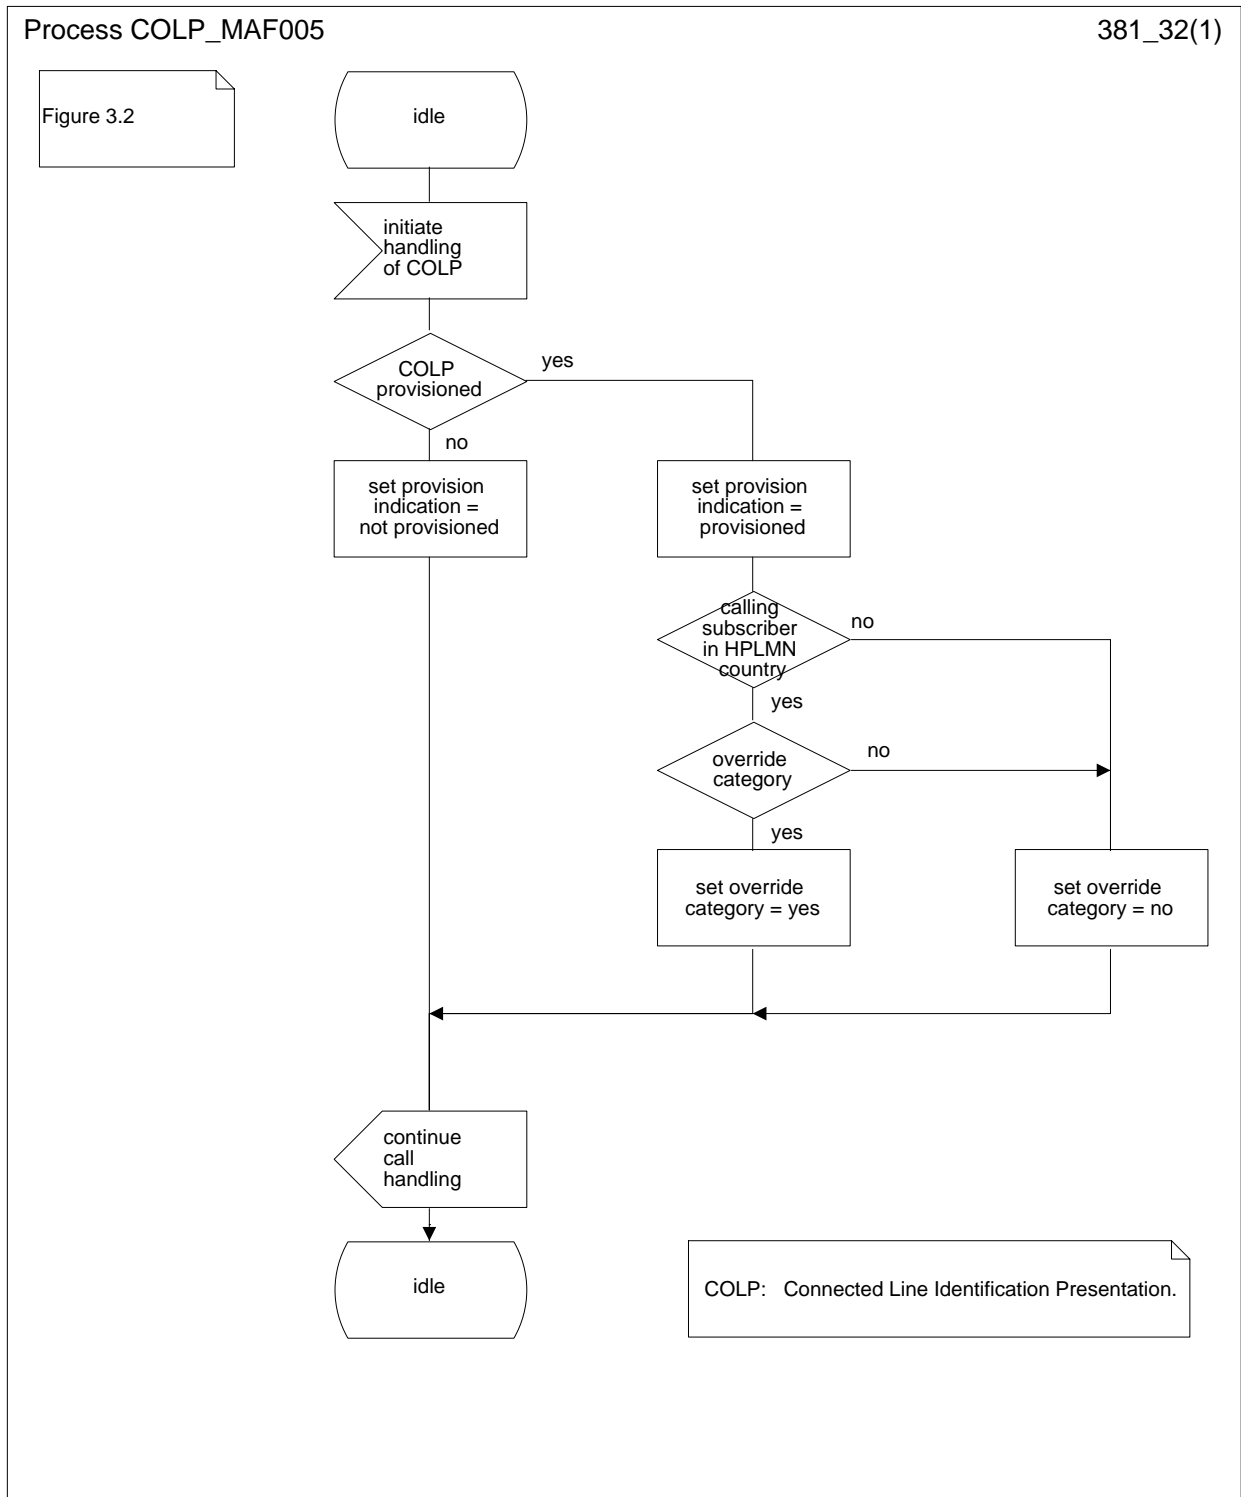 Process COLP_MAF005
381_32(1)
Figure 3.2
idle
initiate
handling
of COLP
COLP
provisioned
yes
no
set provision
indication =
not provisioned
set provision
indication =
provisioned
calling
subscriber
in HPLMN
country
no
yes
override
category
no
yes
set override
category = yes
set override
category = no
continue
call
handling
idle
COLP: Connected Line Identification Presentation.